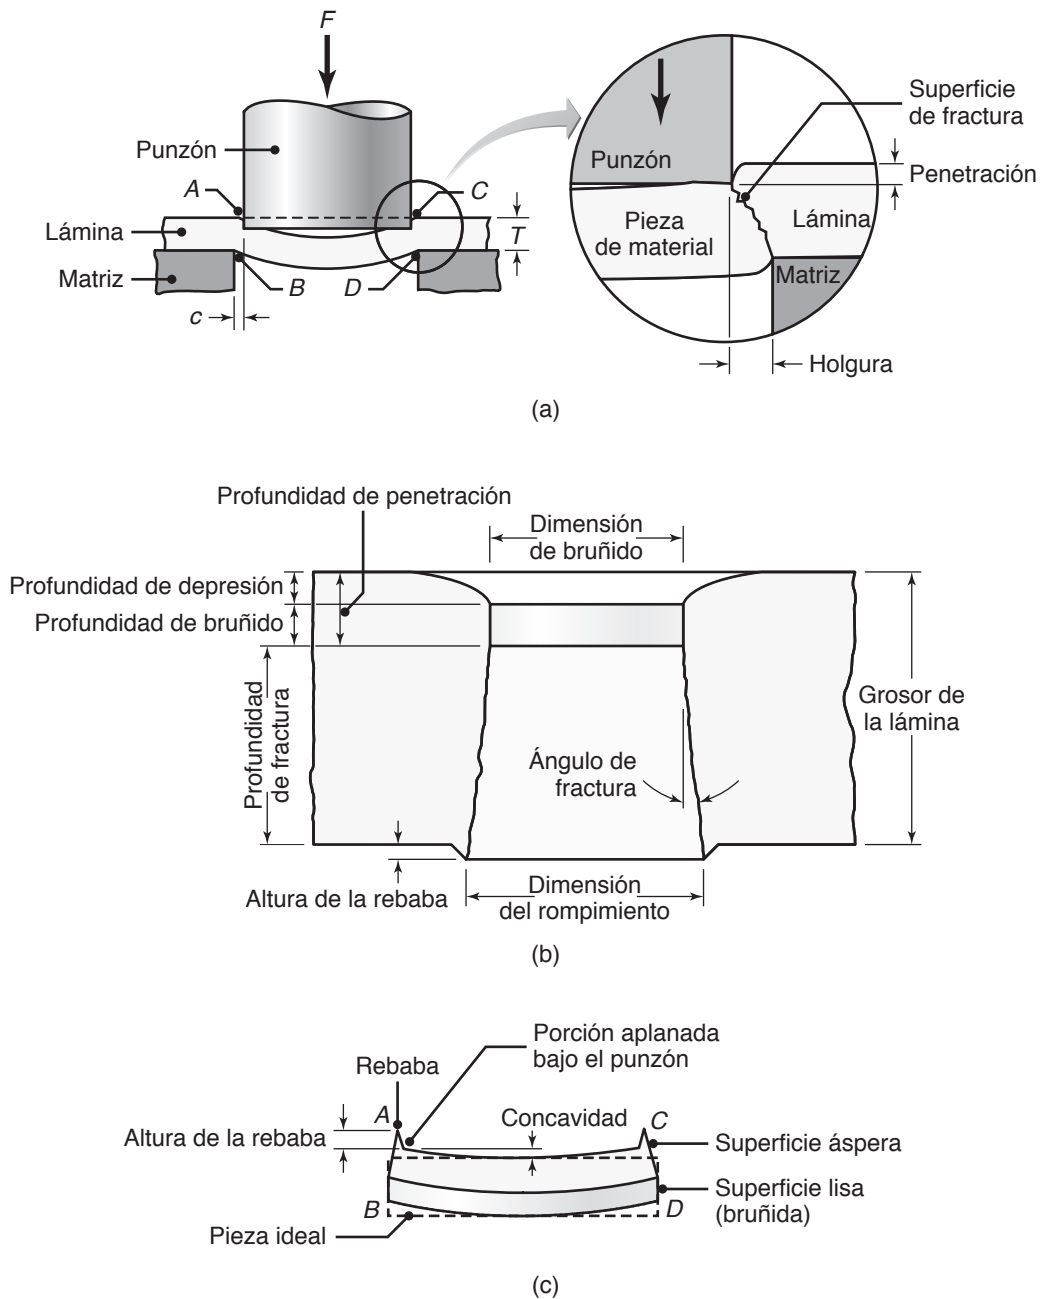 F
Punzón
A
C
Lámina
T
Matriz
B
D
c
Punzón
Superficie
de fractura
Penetración
Pieza
de material
Lámina
Matriz
Holgura
(a)
Profundidad de penetración
Dimensión
de bruñido
Profundidad de depresión
Profundidad de bruñido
Profundidad
de fractura
Grosor de
la lámina
Ángulo de
fractura
Altura de la rebaba
Dimensión
del rompimiento
(b)
Porción aplanada
bajo el punzón
Rebaba
A
Concavidad
C
Altura de la rebaba
Superficie áspera
Superficie lisa
(bruñida)
B
D
Pieza ideal
(c)